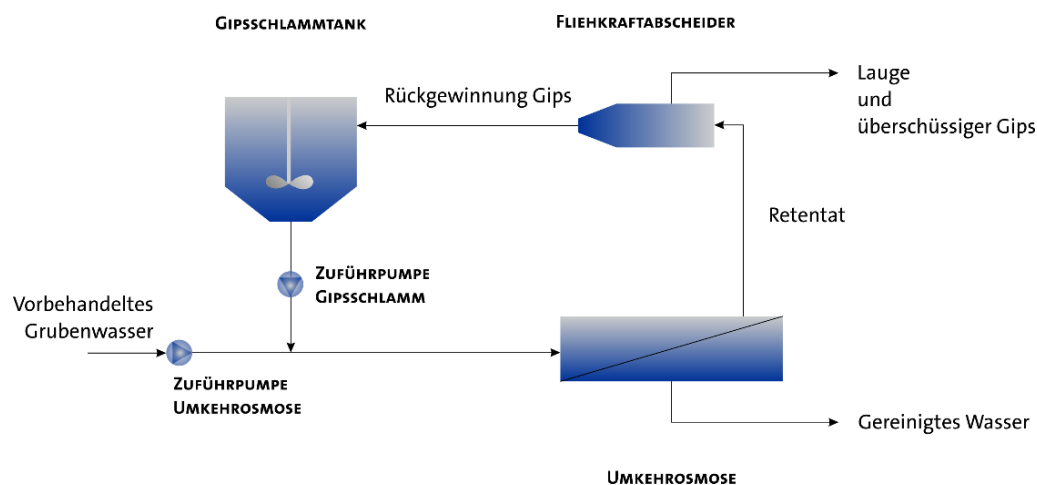 GIPSSCHLAMMTANK
FLIEHKRAFTABSCHEIDER
Rückgewinnung Gips
Lauge
und
überschüssiger Gips
Retentat
ZUFÜHRPUMPE
GIPSSCHLAMM
Vorbehandeltes
Grubenwasser
ZUFÜHRPUMPE
UMKEHROSMOSE
Gereinigtes Wasser
UMKEHROSMOSE